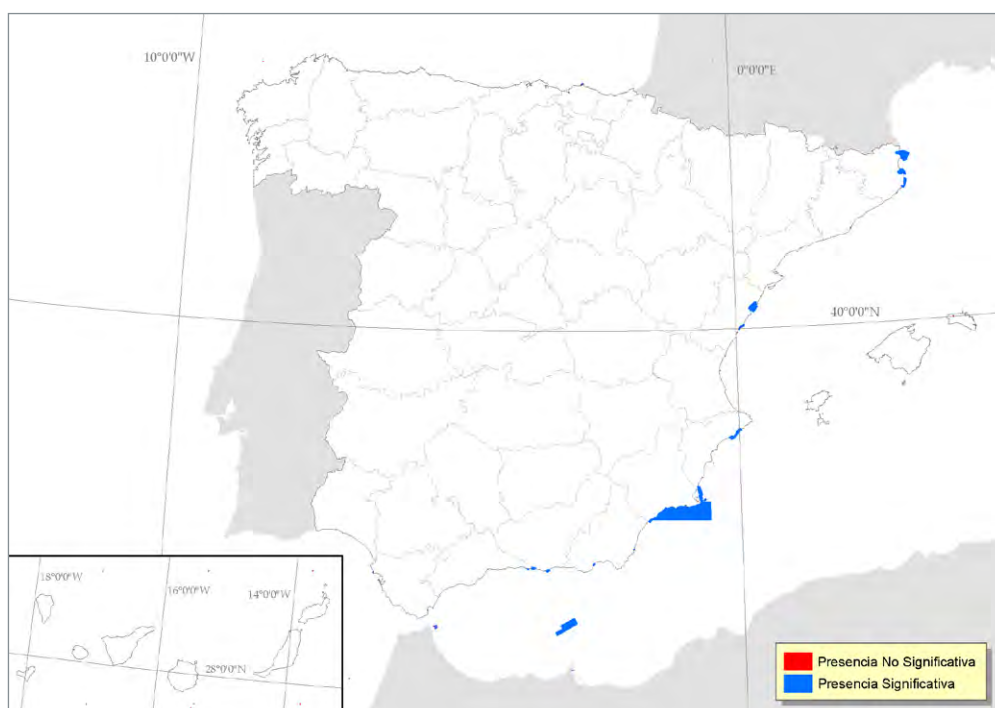 10°0'0"W
0°0'0"E
40°0'0"N
18°0'0"W
16°0'0"W
14°0'0"W
28°0'0"N
Presencia No Significativa
Presencia Significativa